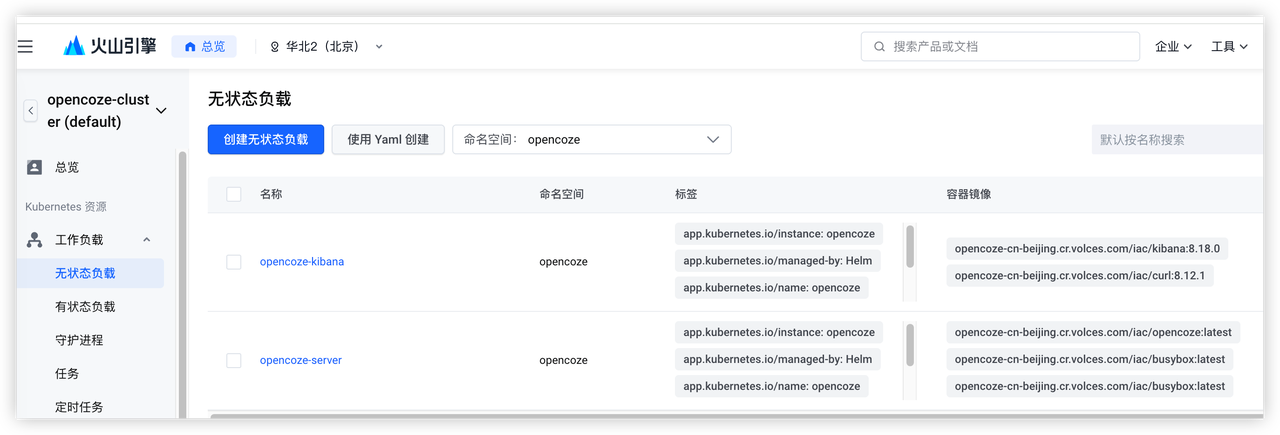 火山引擎 总览 华北2（北京） 搜索产品或文档 企业 工具
opencoze-clust
er (default)
总览
Kubernetes 资源
工作负载
无状态负载
有状态负载
守护进程
任务
定时任务
无状态负载
创建无状态负载 使用 Yaml 创建 命名空间： opencoze 默认按名称搜索
名称 命名空间 标签 容器镜像
opencoze-kibana opencoze
app.kubernetes.io/instance: opencoze
app.kubernetes.io/managed-by: Helm
app.kubernetes.io/name: opencoze
opencoze-cn-beijing.cr.volces.com/iac/kibana:8.18.0
opencoze-cn-beijing.cr.volces.com/iac/curl:8.12.1
opencoze-server opencoze
app.kubernetes.io/instance: opencoze
app.kubernetes.io/managed-by: Helm
app.kubernetes.io/name: opencoze
opencoze-cn-beijing.cr.volces.com/iac/opencoze:latest
opencoze-cn-beijing.cr.volces.com/iac/busybox:latest
opencoze-cn-beijing.cr.volces.com/iac/busybox:latest